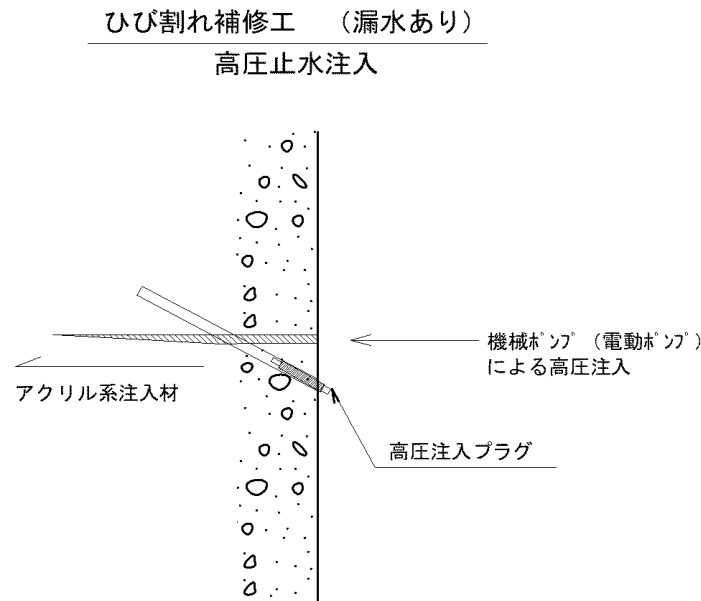 ひび割れ補修工　（漏水あり）
高圧止水注入
機械ﾎﾟﾝﾌﾟ（電動ﾎﾟﾝﾌﾟ）
による高圧注入
アクリル系注入材
高圧注入プラグ